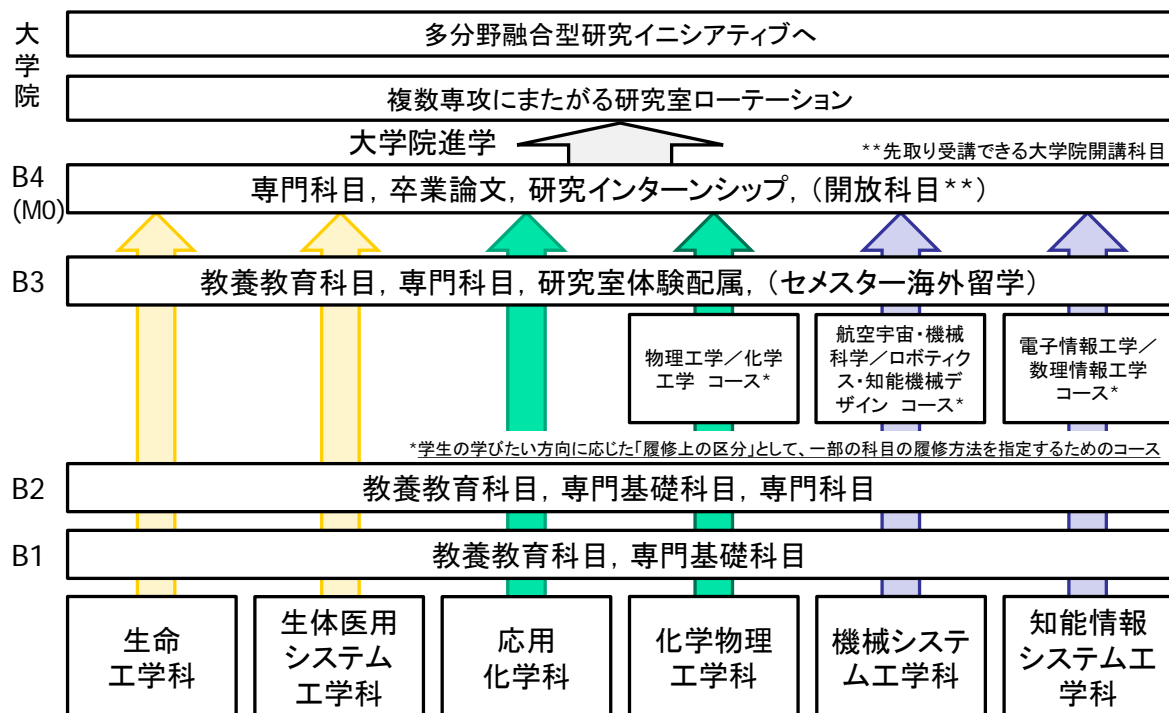 大学院
多分野融合型研究イニシアティブへ
複数専攻にまたがる研究室ローテーション
大学院進学
**先取り受講できる大学院開講科目
B4
(M0)
専門科目, 卒業論文, 研究インターンシップ, (開放科目**)
B3
教養教育科目, 専門科目, 研究室体験配属, (セメスター海外留学)
物理工学／化学
工学 コース*
航空宇宙・機械
科学／ロボティク
ス・知能機械デ
ザイン コース*
電子情報工学／
数理情報工学
コース*
*学生の学びたい方向に応じた「履修上の区分」として、一部の科目の履修方法を指定するためのコース
B2
教養教育科目, 専門基礎科目, 専門科目
B1
教養教育科目, 専門基礎科目
生命
工学科
生体医用
システム
工学科
応用
化学科
化学物理
工学科
機械システ
ム工学科
知能情報
システム工
学科